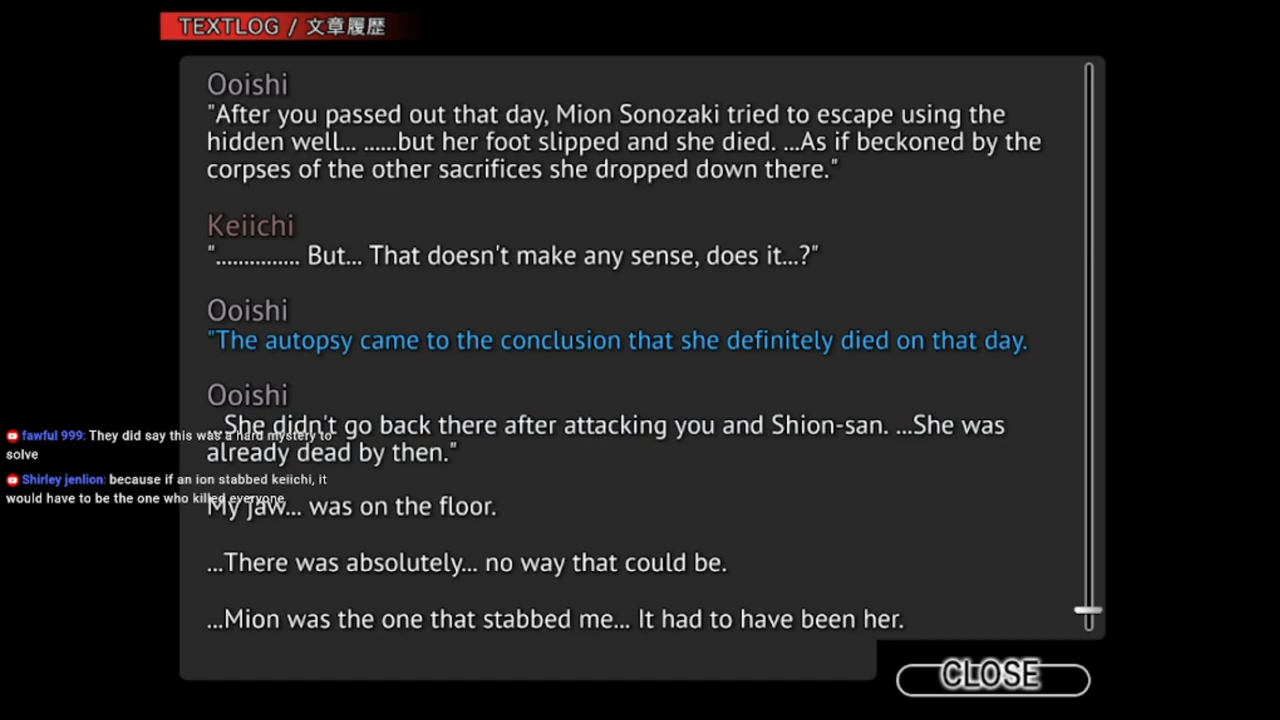 TEXTLOG / 文章履歴
Ooishi
"After you passed out that day, Mion Sonozaki tried to escape using the
hidden well... ......but her foot slipped and she died. ...As if beckoned by the
corpses of the other sacrifices she dropped down there."
Keiichi
"............... But... That doesn't make any sense, does it...?"
Ooishi
"The autopsy came to the conclusion that she definitely died on that day.
Ooishi
...She didn't go back there after attacking you and Shion-san. ...She was
already dead by then."
fawful 999: They did say this was a hard mystery to
solve
Shirley jenlion: because if an ion stabbed keiichi, it
would have to be the one who killed everyone
My jaw... was on the floor.
...There was absolutely... no way that could be.
...Mion was the one that stabbed me... It had to have been her.
CLOSE